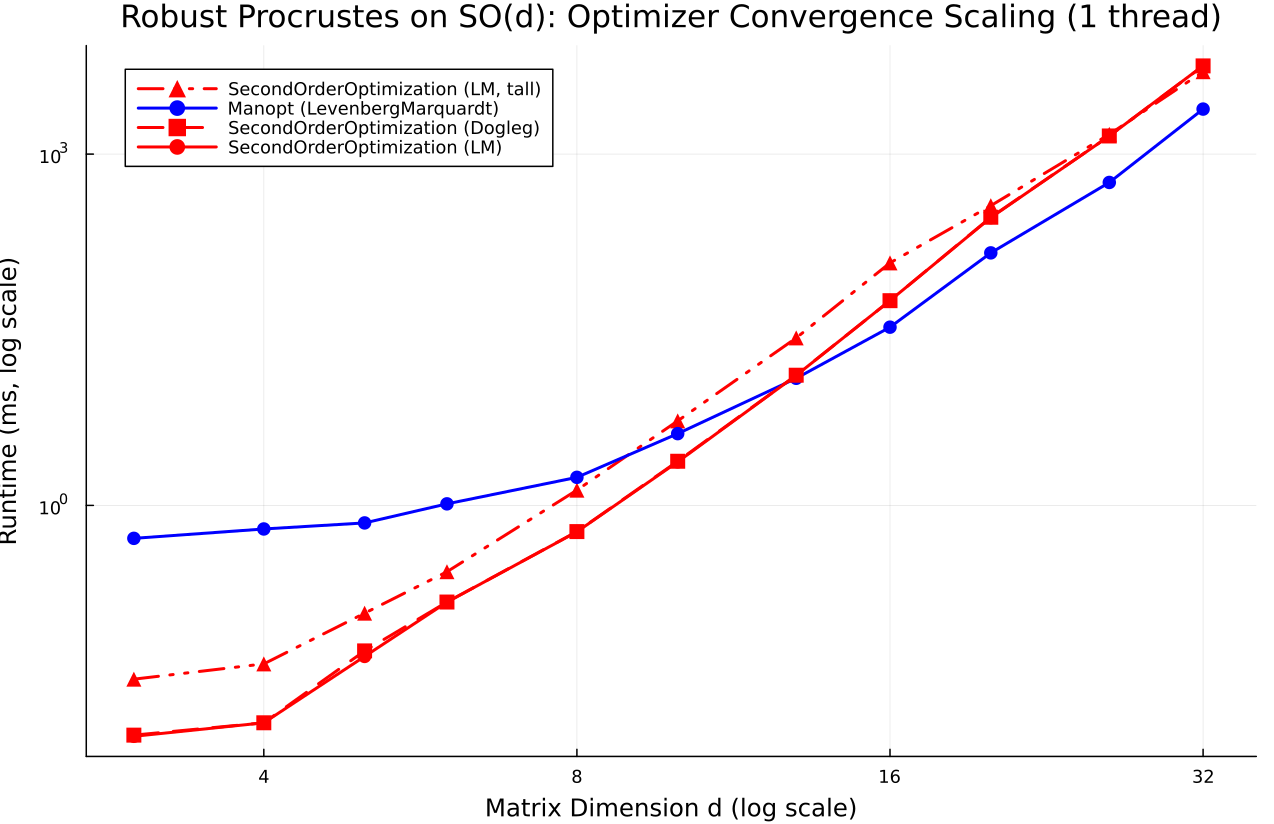 Robust Procrustes on SO(d): Optimizer Convergence Scaling (1 thread)
SecondOrderOptimization (LM, tall)
Manopt (LevenbergMarquardt)
SecondOrderOptimization (Dogleg)
SecondOrderOptimization (LM)
Runtime (ms, log scale)
10³
10⁰
4 8 16 32
Matrix Dimension d (log scale)